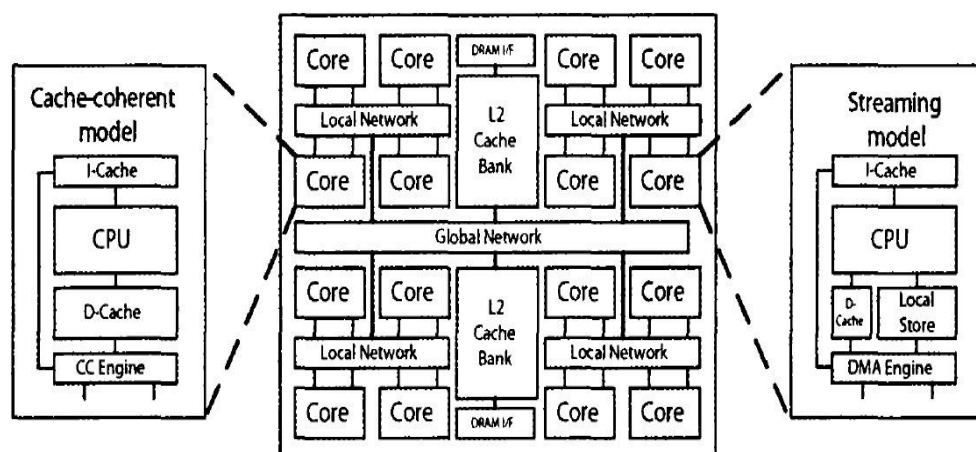 Cache-coherent
model
I-Cache
CPU
D-Cache
CC Engine
Core
Core
DRAM I/F
Core
Core
Local Network
L2
Cache
Bank
Local Network
Core
Core
Core
Core
Global Network
Core
Core
L2
Cache
Bank
Core
Core
Local Network
Local Network
Core
Core
DRAM I/F
Core
Core
Streaming
model
I-Cache
CPU
D-
Cache
Local
Store
DMA Engine